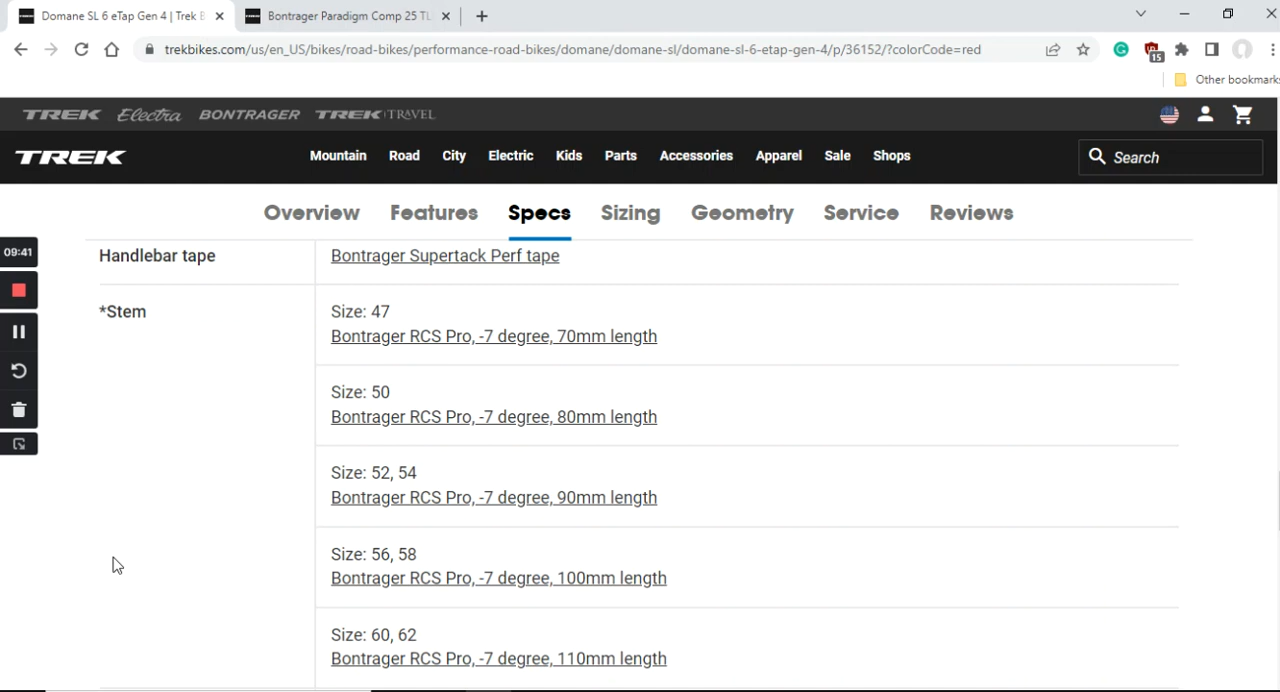 Domane SL 6 eTap Gen 4 | Trek B
Bontrager Paradigm Comp 25 TL
trekbikes.com/us/en_US/bikes/road-bikes/performance-road-bikes/domane/domane-sl/domane-sl-6-etap-gen-4/p/36152/?colorCode=red
15
Other bookmarks
TREK Electra BONTRAGER TREK TRAVEL
TREK Mountain Road City Electric Kids Parts Accessories Apparel Sale Shops Search
Overview Features Specs Sizing Geometry Service Reviews
09:41
Handlebar tape Bontrager Supertack Perf tape
*Stem Size: 47
Bontrager RCS Pro, -7 degree, 70mm length
Size: 50
Bontrager RCS Pro, -7 degree, 80mm length
Size: 52, 54
Bontrager RCS Pro, -7 degree, 90mm length
Size: 56, 58
Bontrager RCS Pro, -7 degree, 100mm length
Size: 60, 62
Bontrager RCS Pro, -7 degree, 110mm length